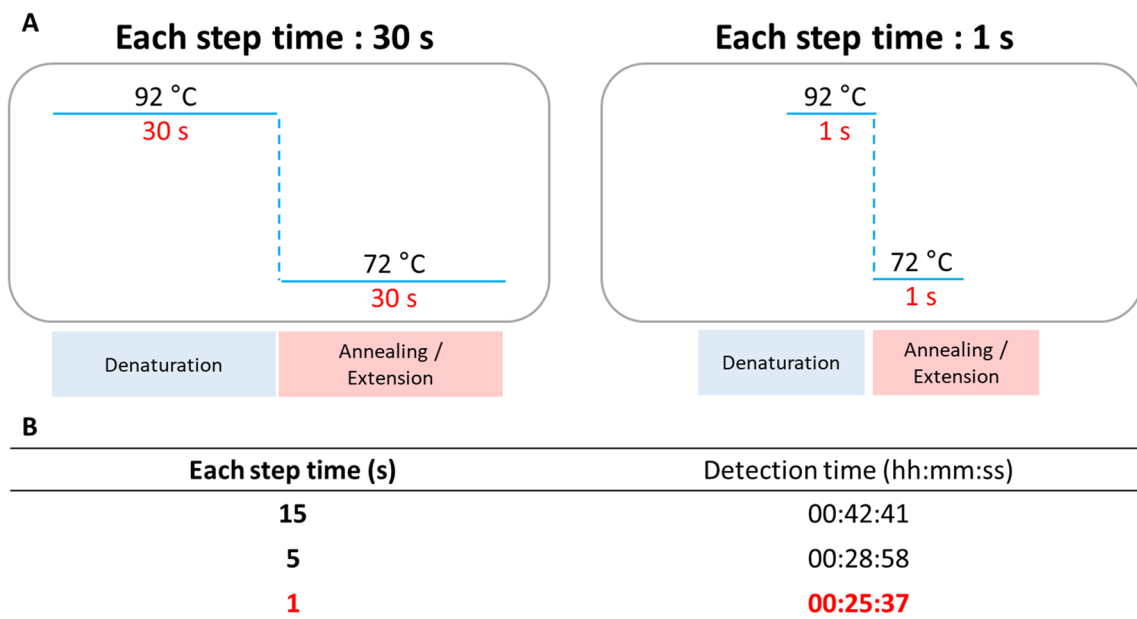 A
Each step time : 30 s
92 °C
30 s
72 °C
30 s
Denaturation
Annealing /
Extension
Each step time : 1 s
92 °C
1 s
72 °C
1 s
Denaturation
Annealing /
Extension
B
Each step time (s) Detection time (hh:mm:ss)
15 00:42:41
5 00:28:58
1 00:25:37